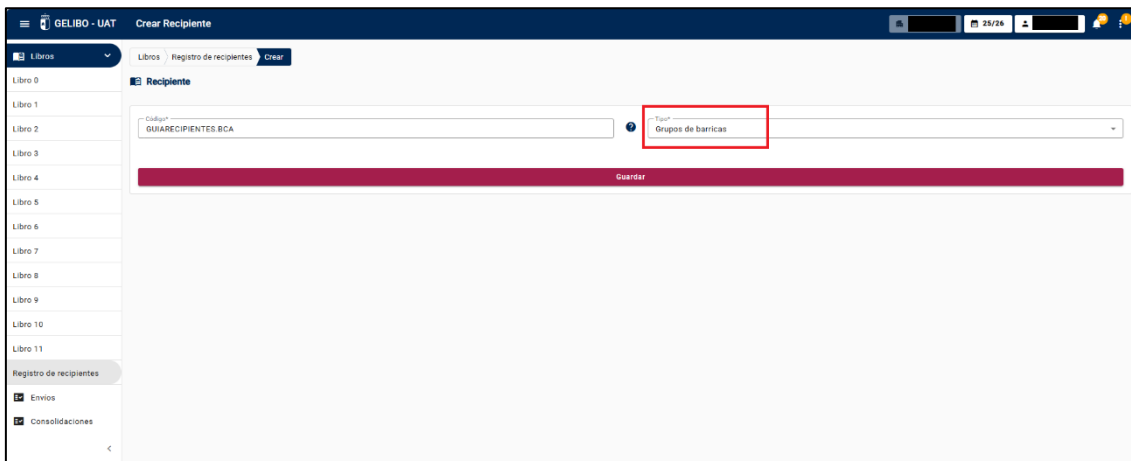 GELIBO - UAT
Crear Recipiente
25/26
Libros
Libros
Registro de recipientes
Crear
Libro 0
Recipiente
Libro 1
Código*
Tipo*
Libro 2
GUIARECIPIENTES.BCA
Grupos de barricas
Libro 3
Libro 4
Guardar
Libro 5
Libro 6
Libro 7
Libro 8
Libro 9
Libro 10
Libro 11
Registro de recipientes
Envíos
Consolidaciones